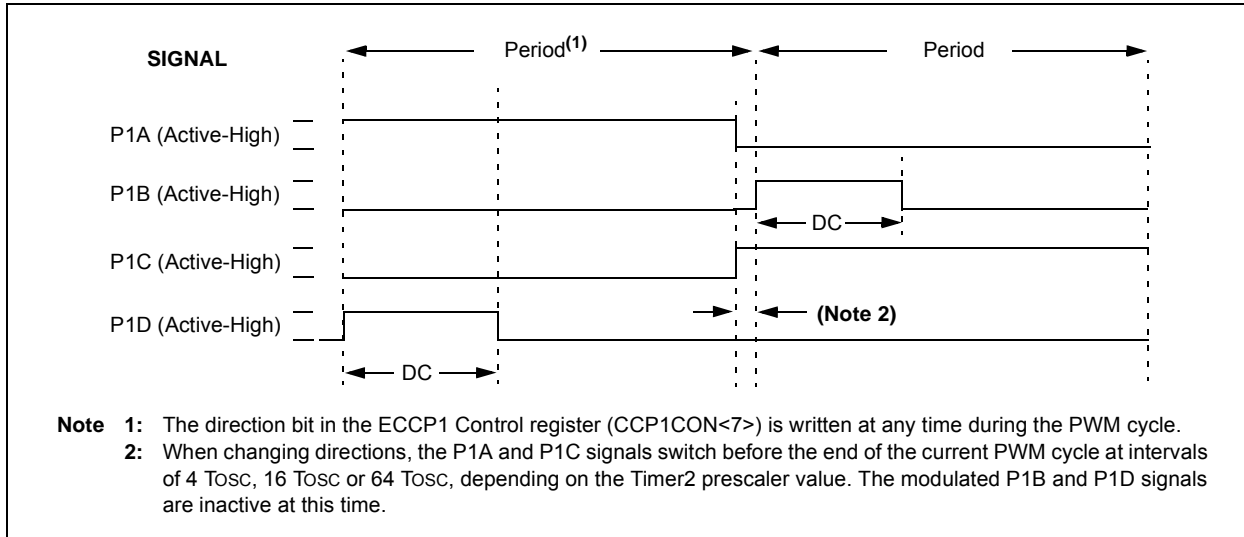 SIGNAL
Period(1)
Period
P1A (Active-High)
P1B (Active-High)
DC
P1C (Active-High)
P1D (Active-High)
(Note 2)
DC
Note 1: The direction bit in the ECCP1 Control register (CCP1CON<7>) is written at any time during the PWM cycle.
2: When changing directions, the P1A and P1C signals switch before the end of the current PWM cycle at intervals
of 4 TOSC, 16 TOSC or 64 TOSC, depending on the Timer2 prescaler value. The modulated P1B and P1D signals
are inactive at this time.